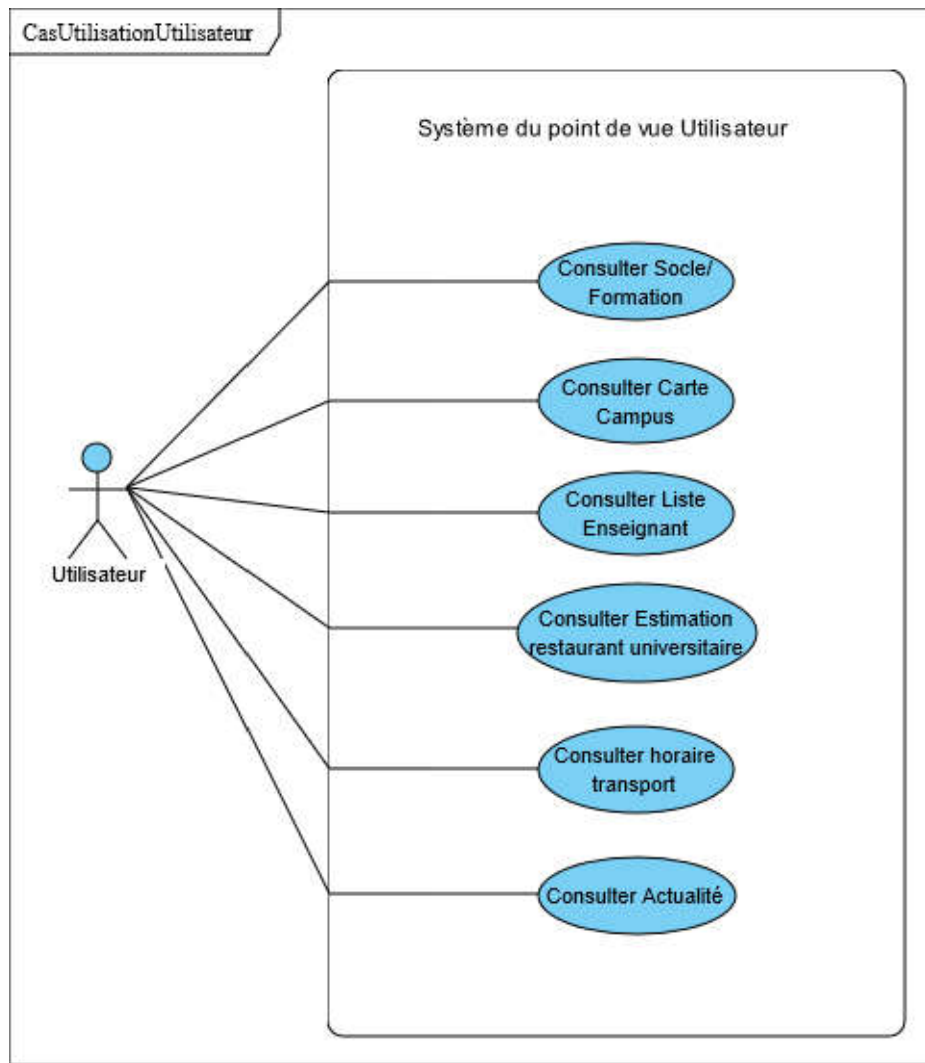 CasUtilisationUtilisateur
Système du point de vue Utilisateur
Consulter Socle/
Formation
Consulter Carte
Campus
Consulter Liste
Enseignant
Utilisateur
Consulter Estimation
restaurant universitaire
Consulter horaire
transport
Consulter Actualité